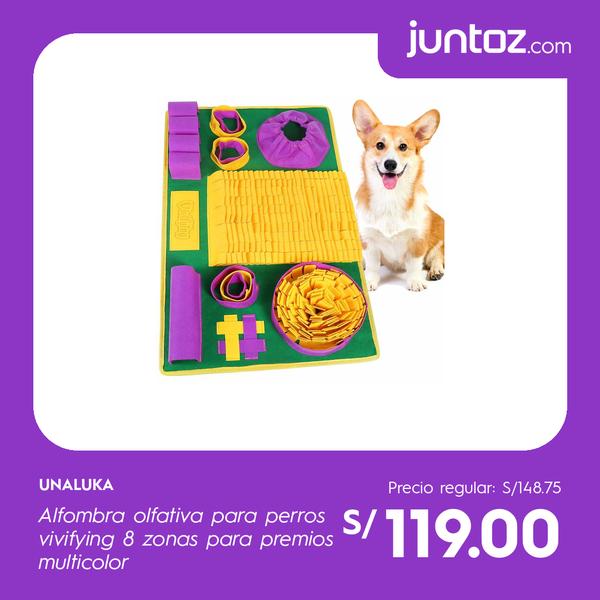 juntoz.com
UNALUKA
Alfombra olfativa para perros
vivifying 8 zonas para premios
multicolor
Precio regular: S/148.75
S/119.00